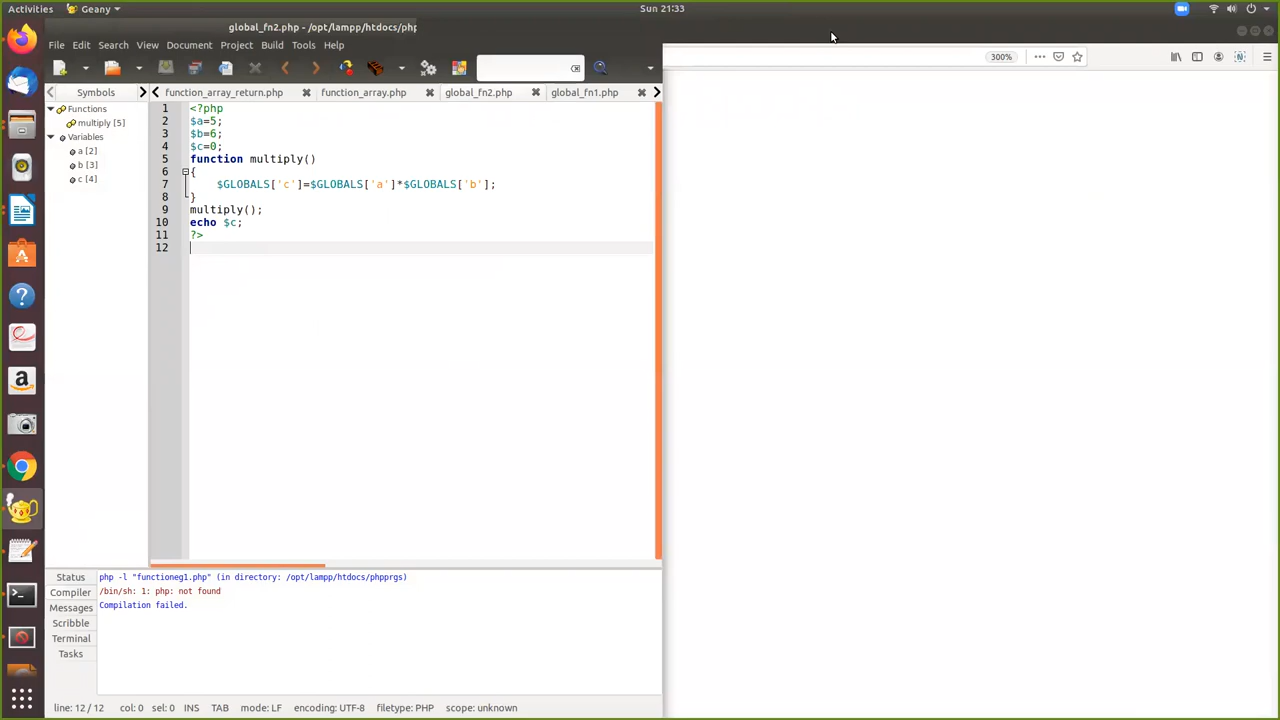 Activities Geany Sun 21:33
global_fn2.php - /opt/lampp/htdocs/php
File Edit Search View Document Project Build Tools Help
300%
Symbols function_array_return.php function_array.php global_fn2.php global_fn1.php
Functions
multiply [5]
Variables
a [2]
b [3]
c [4]
1 <?php
2 $a=5;
3 $b=6;
4 $c=0;
5 function multiply()
6 {
7 $GLOBALS['c']=$GLOBALS['a']*$GLOBALS['b'];
8 }
9 multiply();
10 echo $c;
11 ?>
12
Status
Compiler
Messages
Scribble
Terminal
Tasks
php -l "functioneg1.php" (in directory: /opt/lampp/htdocs/phpprgs)
/bin/sh: 1: php: not found
Compilation failed.
line: 12 / 12 col: 0 sel: 0 INS TAB mode: LF encoding: UTF-8 filetype: PHP scope: unknown